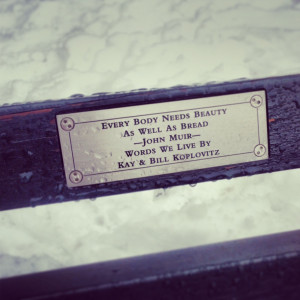 Every Body Needs Beauty
As Well As Bread
—John Muir—
Words We Live By
Kay & Bill Koplovitz